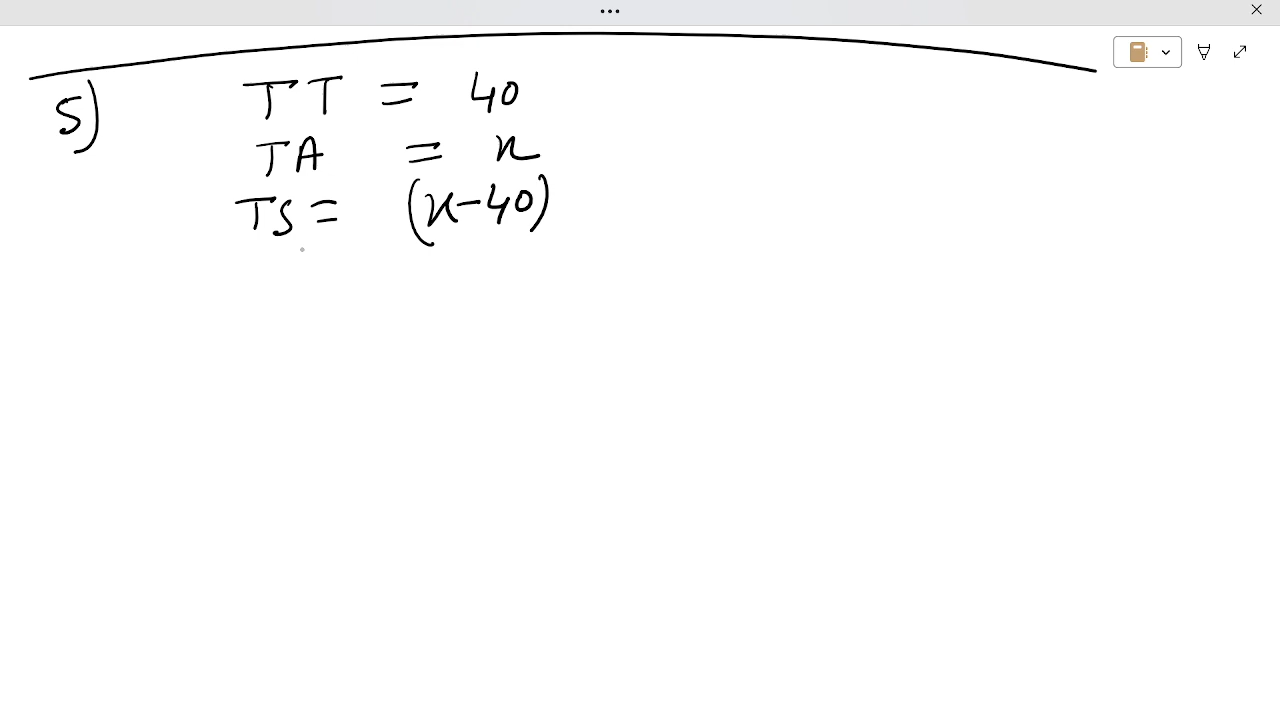 5) TT = 40
TA = x
TS = (x-40)